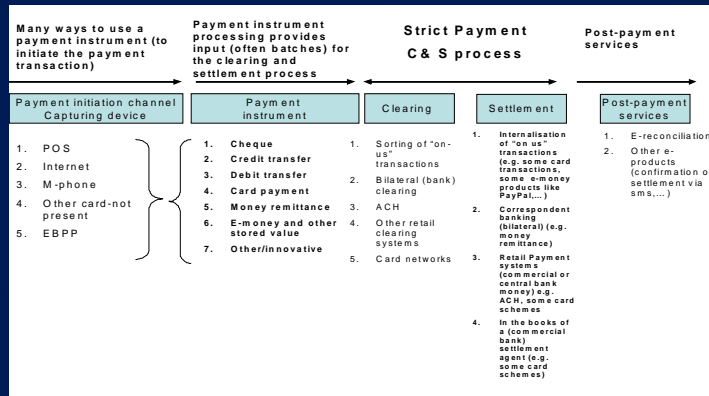 Many ways to use a
payment instrument (to
initiate the payment
transaction)
Payment instrument
processing provides
input (often batches) for
the clearing and
settlement process
Strict Payment
C & S process
Post-payment
services
Payment initiation channel
Capturing device
Payment
instrument
Clearing
Settlement
Post-payment
services
1. POS
2. Internet
3. M-phone
4. Other card-not
present
5. EBPP
1. Cheque
2. Credit transfer
3. Debit transfer
4. Card payment
5. Money remittance
6. E-money and other
stored value
7. Other/innovative
1. Sorting of "on-
us"
transactions
2. Bilateral (bank)
clearing
3. ACH
4. Other retail
clearing
systems
5. Card networks
1. Internalisation
of "on us"
transactions
(e.g. some card
transactions,
some e-money
products like
PayPal,...)
2. Correspondent
banking
(bilateral) (e.g.
money
remittance)
3. Retail Payment
systems
(commercial or
central bank
money) e.g.
ACH, some card
schemes
4. In the books of
a (commercial
bank)
settlement
agent (e.g.
some card
schemes)
1. E-reconciliation
2. Other e-
products
(confirmation o
settlement via
sms,...)